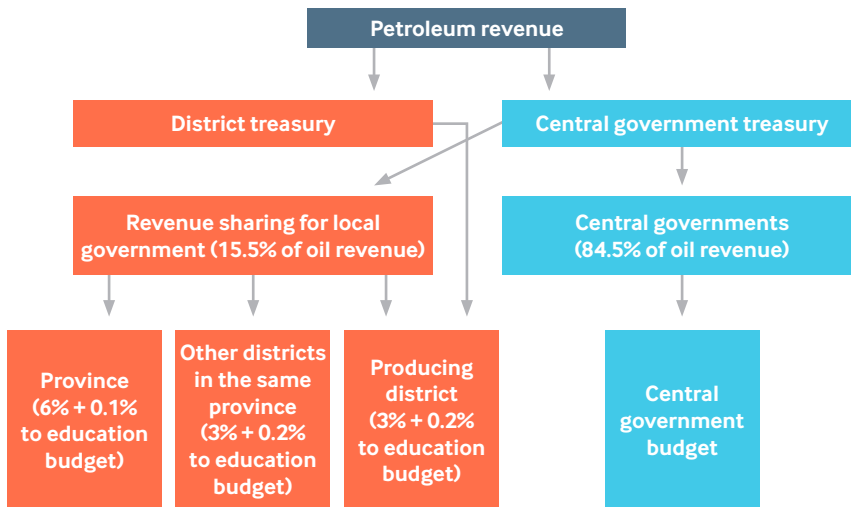 Petroleum revenue
District treasury
Central government treasury
Revenue sharing for local
government (15.5% of oil revenue)
Central governments
(84.5% of oil revenue)
Province
(6% + 0.1%
to education
budget)
Other districts
in the same
province
(3% + 0.2%
to education
budget)
Producing
district
(3% + 0.2%
to education
budget)
Central
government
budget